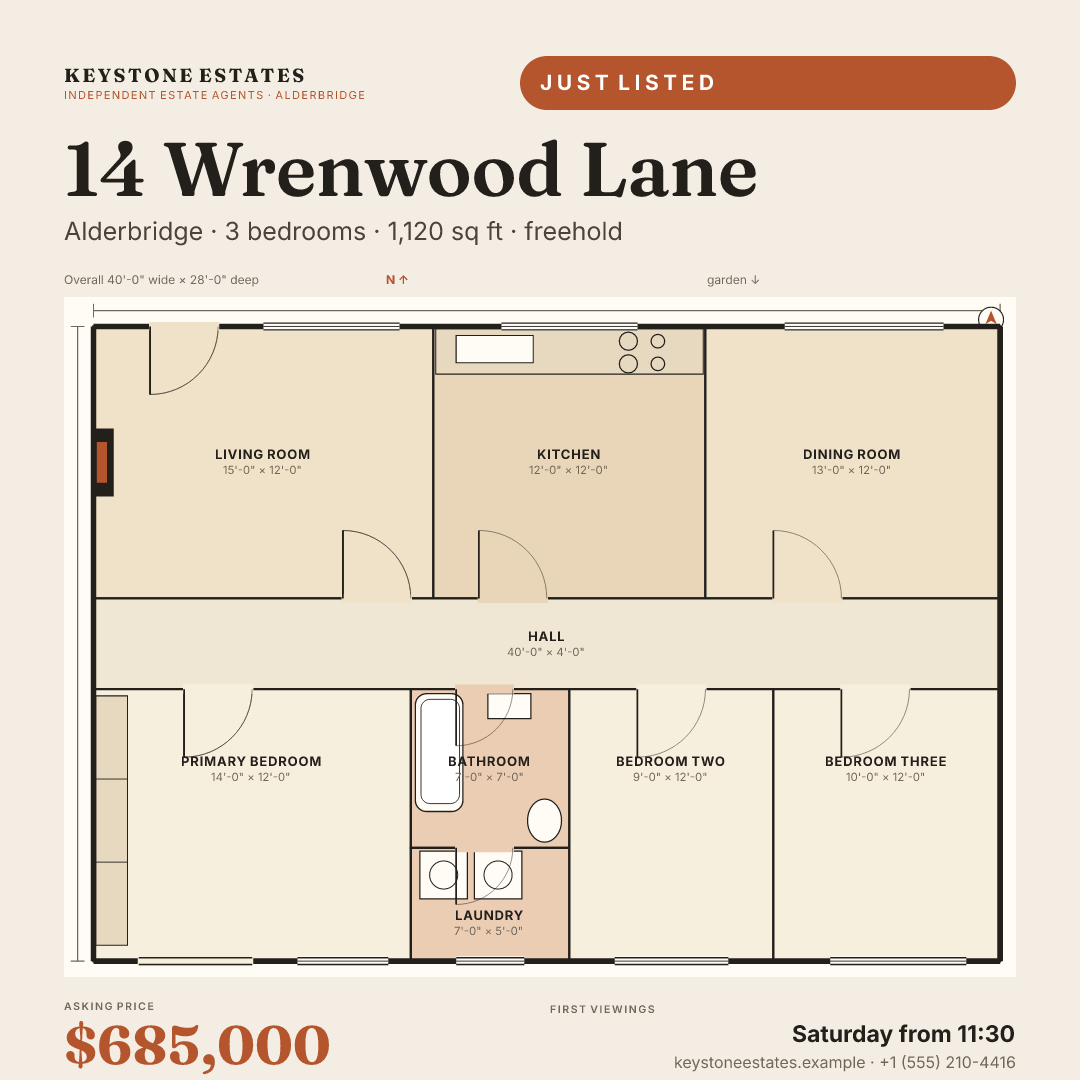 KEYSTONE ESTATES
INDEPENDENT ESTATE AGENTS · ALDERBRIDGE
JUST LISTED
14 Wrenwood Lane
Alderbridge · 3 bedrooms · 1,120 sq ft · freehold
Overall 40'-0" wide × 28'-0" deep
N ↑
garden ↓
LIVING ROOM
15'-0" × 12'-0"
KITCHEN
12'-0" × 12'-0"
DINING ROOM
13'-0" × 12'-0"
HALL
40'-0" × 4'-0"
PRIMARY BEDROOM
14'-0" × 12'-0"
BATHROOM
7'-0" × 7'-0"
BEDROOM TWO
9'-0" × 12'-0"
BEDROOM THREE
10'-0" × 12'-0"
LAUNDRY
7'-0" × 5'-0"
ASKING PRICE
$685,000
FIRST VIEWINGS
Saturday from 11:30
keystoneestates.example · +1 (555) 210-4416